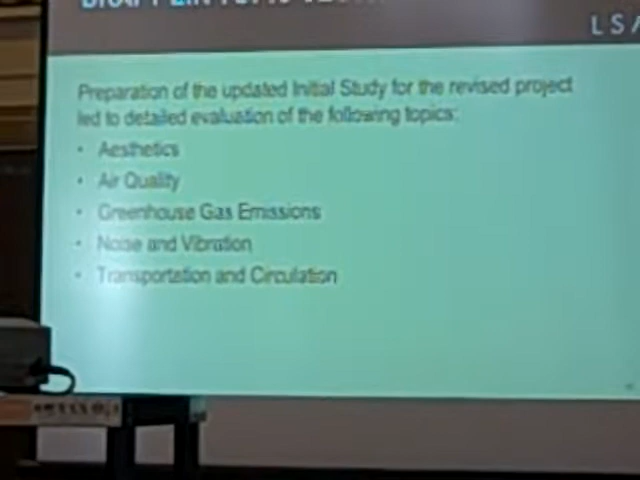 LSA
Preparation of the updated Initial Study for the revised project
led to detailed evaluation of the following topics:
• Aesthetics
• Air Quality
• Greenhouse Gas Emissions
• Noise and Vibration
• Transportation and Circulation